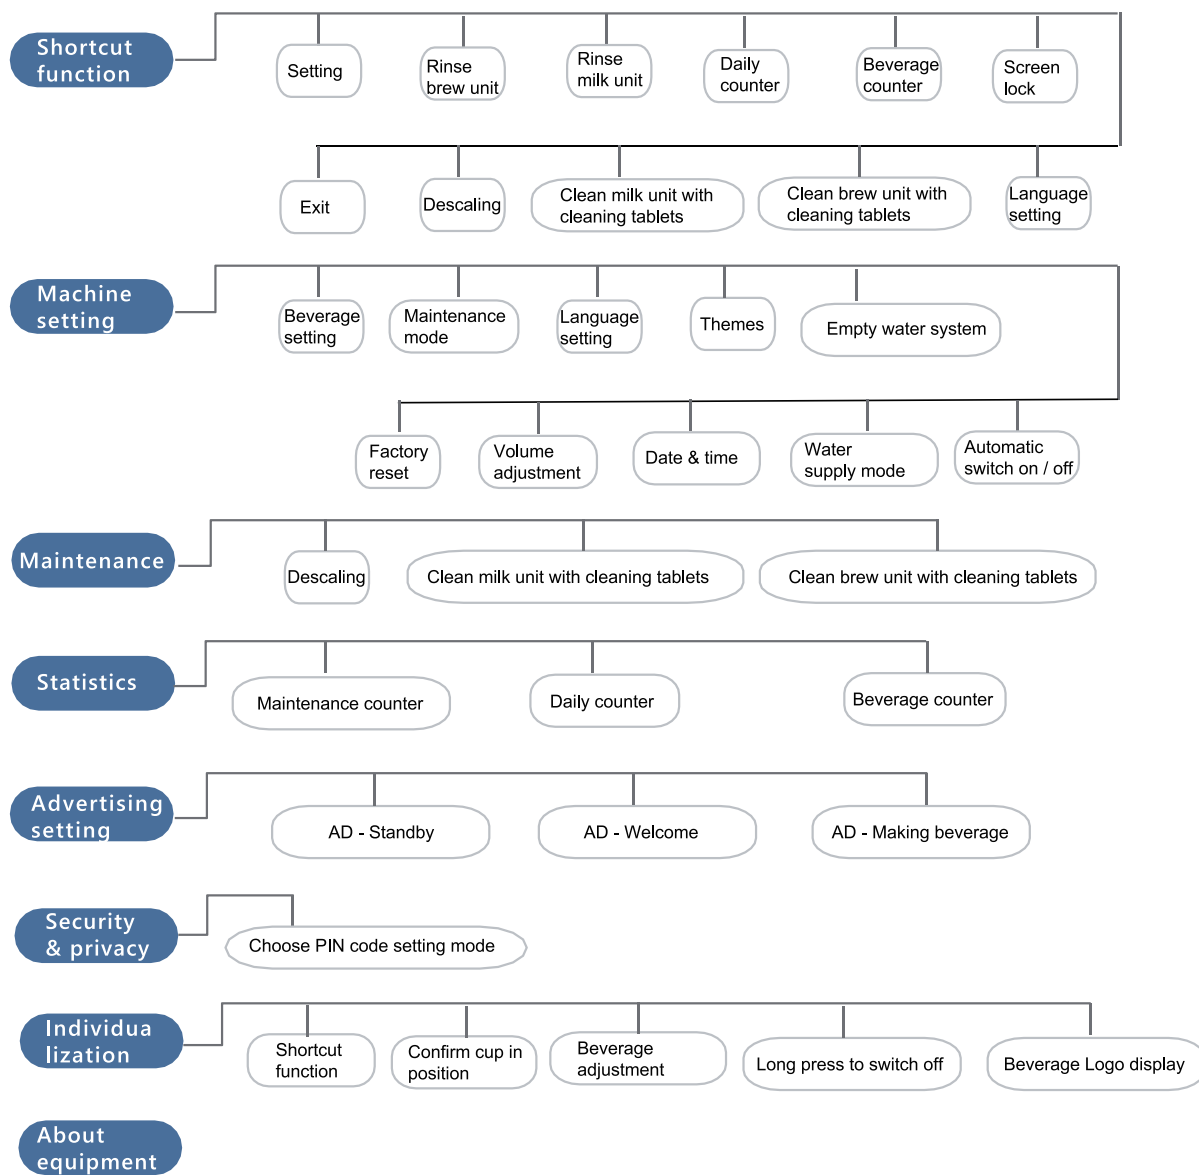 Shortcut
function
Setting
Rinse
brew unit
Rinse
milk unit
Daily
counter
Beverage
counter
Screen
lock
Exit
Descaling
Clean milk unit with
cleaning tablets
Clean brew unit with
cleaning tablets
Language
setting
Machine
setting
Beverage
setting
Maintenance
mode
Language
setting
Themes
Empty water system
Factory
reset
Volume
adjustment
Date & time
Water
supply mode
Automatic
switch on / off
Maintenance
Descaling
Clean milk unit with cleaning tablets
Clean brew unit with cleaning tablets
Statistics
Maintenance counter
Daily counter
Beverage counter
Advertising
setting
AD - Standby
AD - Welcome
AD - Making beverage
Security
& privacy
Choose PIN code setting mode
Individua
lization
Shortcut
function
Confirm cup in
position
Beverage
adjustment
Long press to switch off
Beverage Logo display
About
equipment